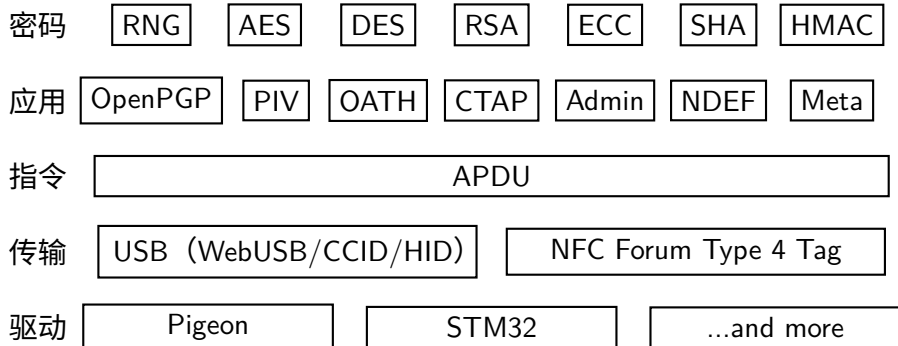 密码 RNG AES DES RSA ECC SHA HMAC
应用 OpenPGP PIV OATH CTAP Admin NDEF Meta
指令 APDU
传输 USB（WebUSB/CCID/HID） NFC Forum Type 4 Tag
驱动 Pigeon STM32 ...and more